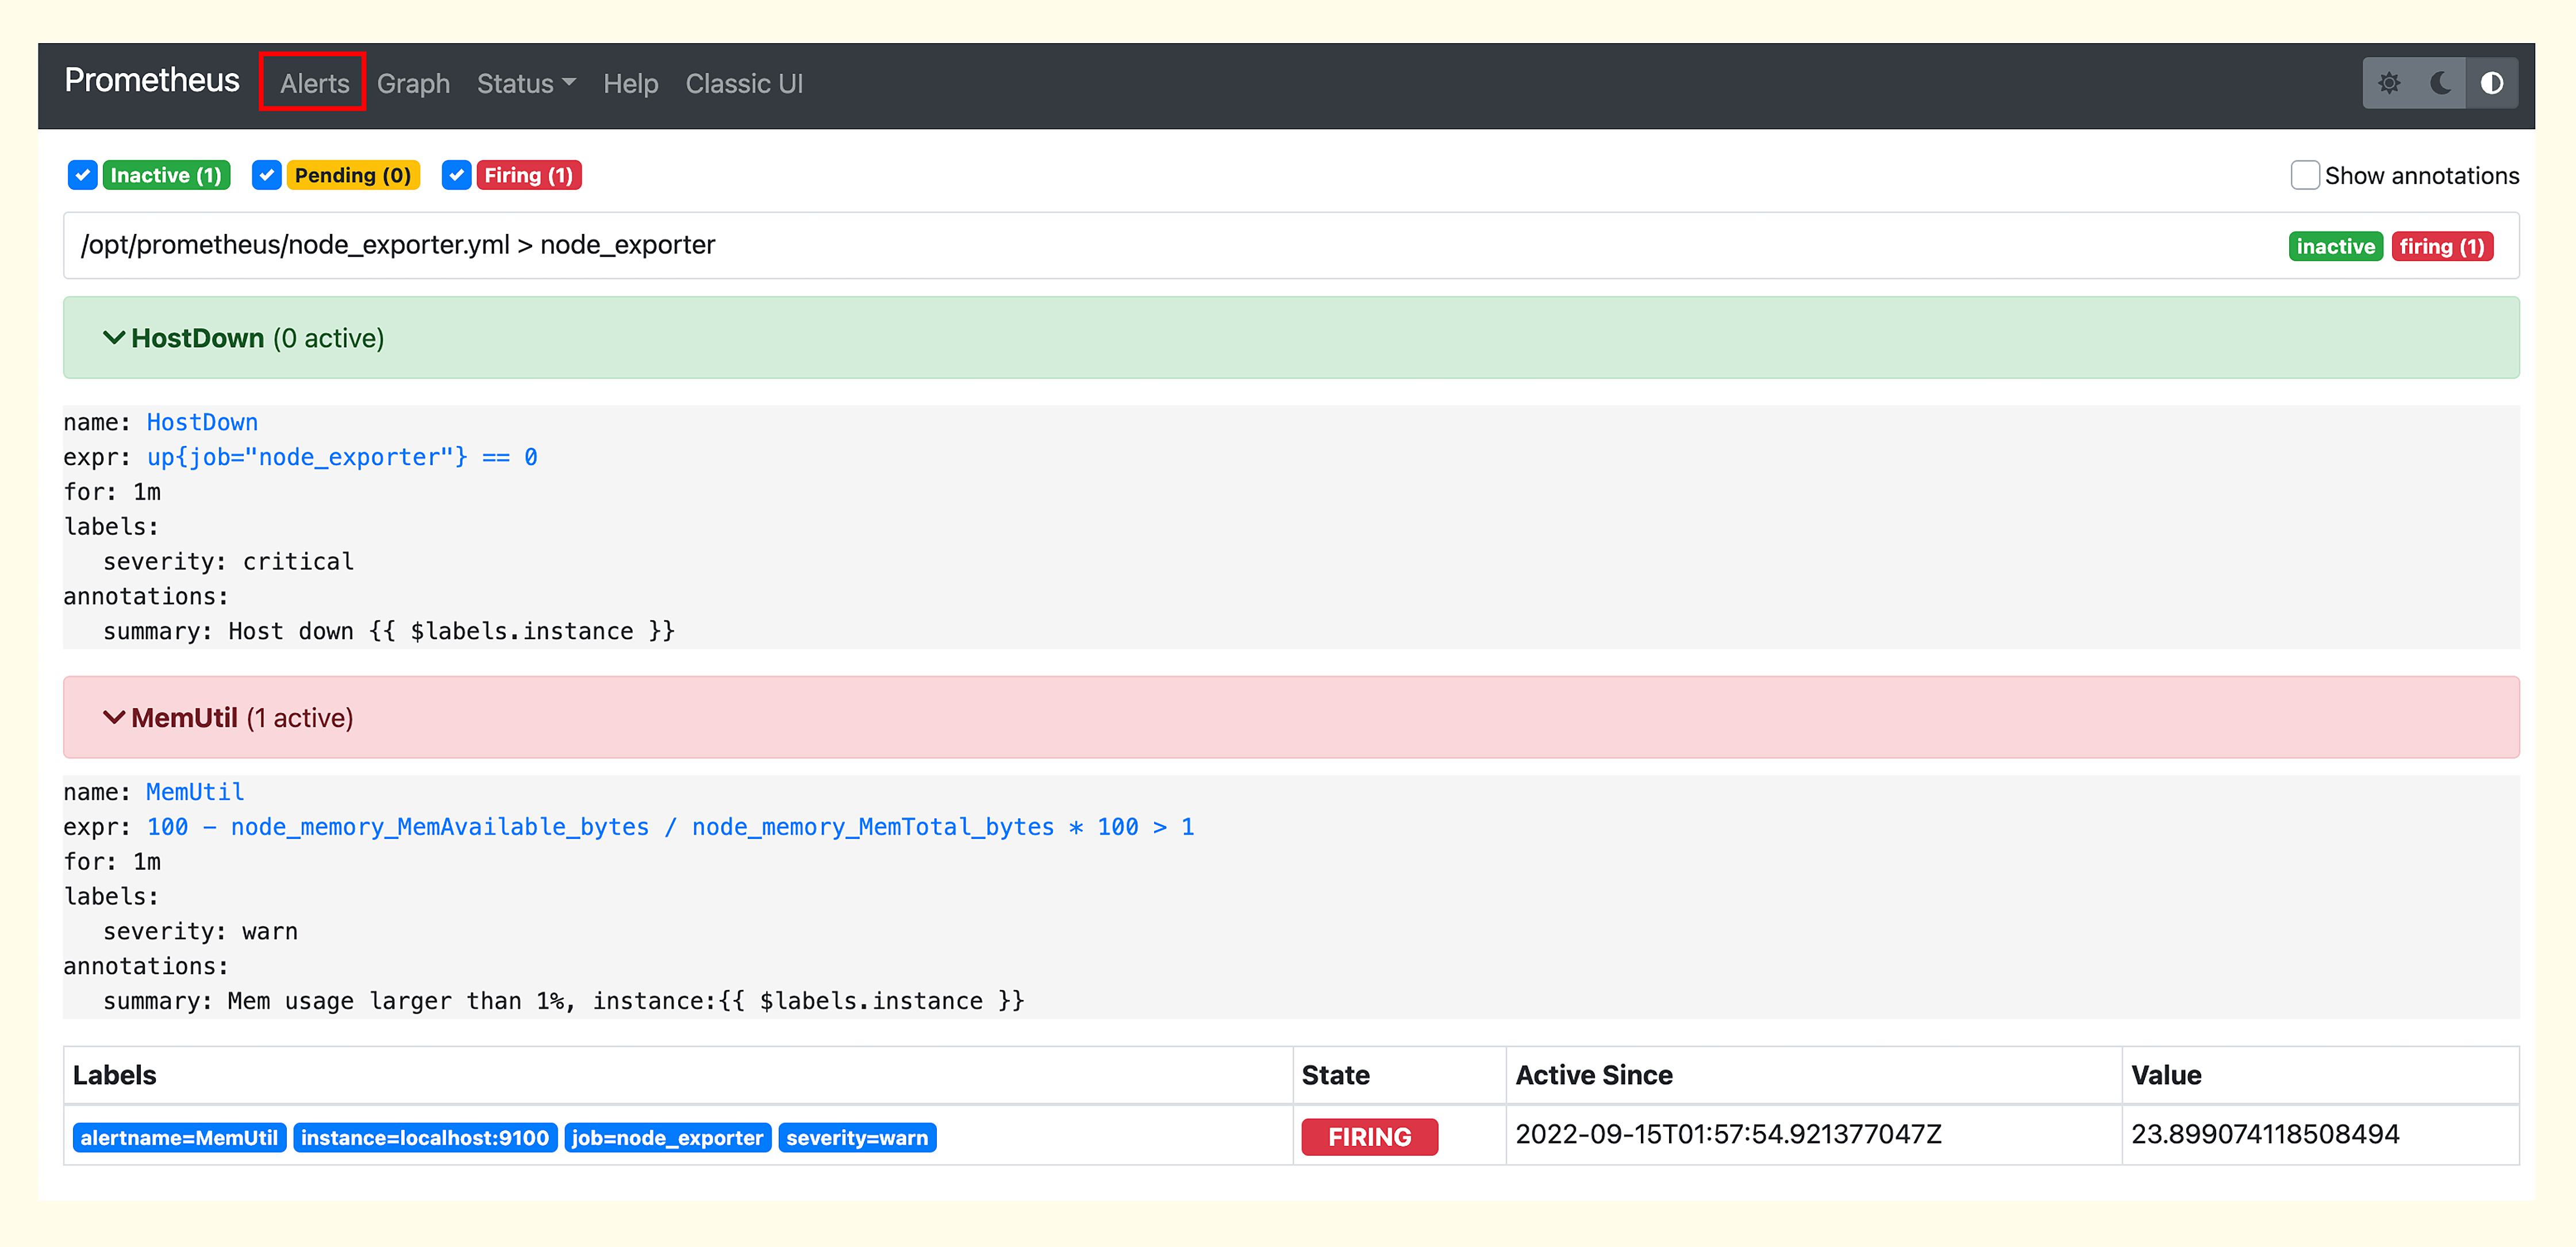 Prometheus Alerts Graph Status Help Classic UI
Inactive (1) Pending (0) Firing (1) Show annotations
/opt/prometheus/node_exporter.yml > node_exporter inactive firing (1)
HostDown (0 active)
name: HostDown
expr: up{job="node_exporter"} == 0
for: 1m
labels:
severity: critical
annotations:
summary: Host down {{ $labels.instance }}
MemUtil (1 active)
name: MemUtil
expr: 100 - node_memory_MemAvailable_bytes / node_memory_MemTotal_bytes * 100 > 1
for: 1m
labels:
severity: warn
annotations:
summary: Mem usage larger than 1%, instance:{{ $labels.instance }}
Labels State Active Since Value
alertname=MemUtil instance=localhost:9100 job=node_exporter severity=warn FIRING 2022-09-15T01:57:54.921377047Z 23.899074118508494